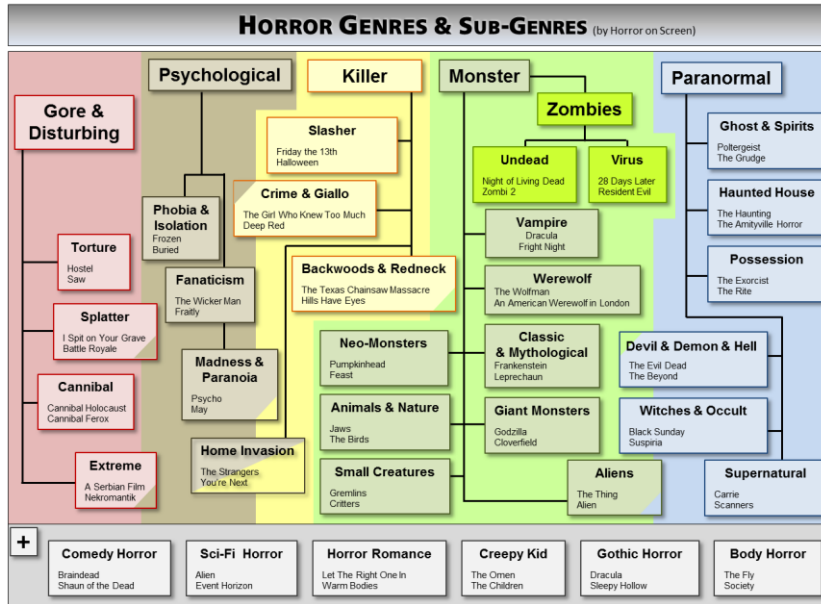 HORROR GENRES & SUB-GENRES (by Horror on Screen)
Gore &
Disturbing
Torture
Hostel
Saw
Splatter
I Spit on Your Grave
Battle Royale
Cannibal
Cannibal Holocaust
Cannibal Ferox
Extreme
A Serbian Film
Nekromantik
Psychological
Phobia &
Isolation
Frozen
Buried
Fanaticism
The Wicker Man
Fraitly
Madness &
Paranoia
Psycho
May
Killer
Slasher
Friday the 13th
Halloween
Crime & Giallo
The Girl Who Knew Too Much
Deep Red
Backwoods & Redneck
The Texas Chainsaw Massacre
Hills Have Eyes
Home Invasion
The Strangers
You're Next
Monster
Zombies
Undead
Night of Living Dead
Zombi 2
Virus
28 Days Later
Resident Evil
Vampire
Dracula
Fright Night
Werewolf
The Wolfman
An American Werewolf in London
Neo-Monsters
Pumpkinhead
Feast
Classic
& Mythological
Frankenstein
Leprechaun
Animals & Nature
Jaws
The Birds
Giant Monsters
Godzilla
Cloverfield
Small Creatures
Gremlins
Critters
Aliens
The Thing
Alien
Paranormal
Ghost & Spirits
Poltergeist
The Grudge
Haunted House
The Haunting
The Amityville Horror
Possession
The Exorcist
The Rite
Devil & Demon & Hell
The Evil Dead
The Beyond
Witches & Occult
Black Sunday
Suspiria
Supernatural
Carrie
Scanners
+
Comedy Horror
Braindead
Shaun of the Dead
Sci-Fi Horror
Alien
Event Horizon
Horror Romance
Let The Right One In
Warm Bodies
Creepy Kid
The Omen
The Children
Gothic Horror
Dracula
Sleepy Hollow
Body Horror
The Fly
Society